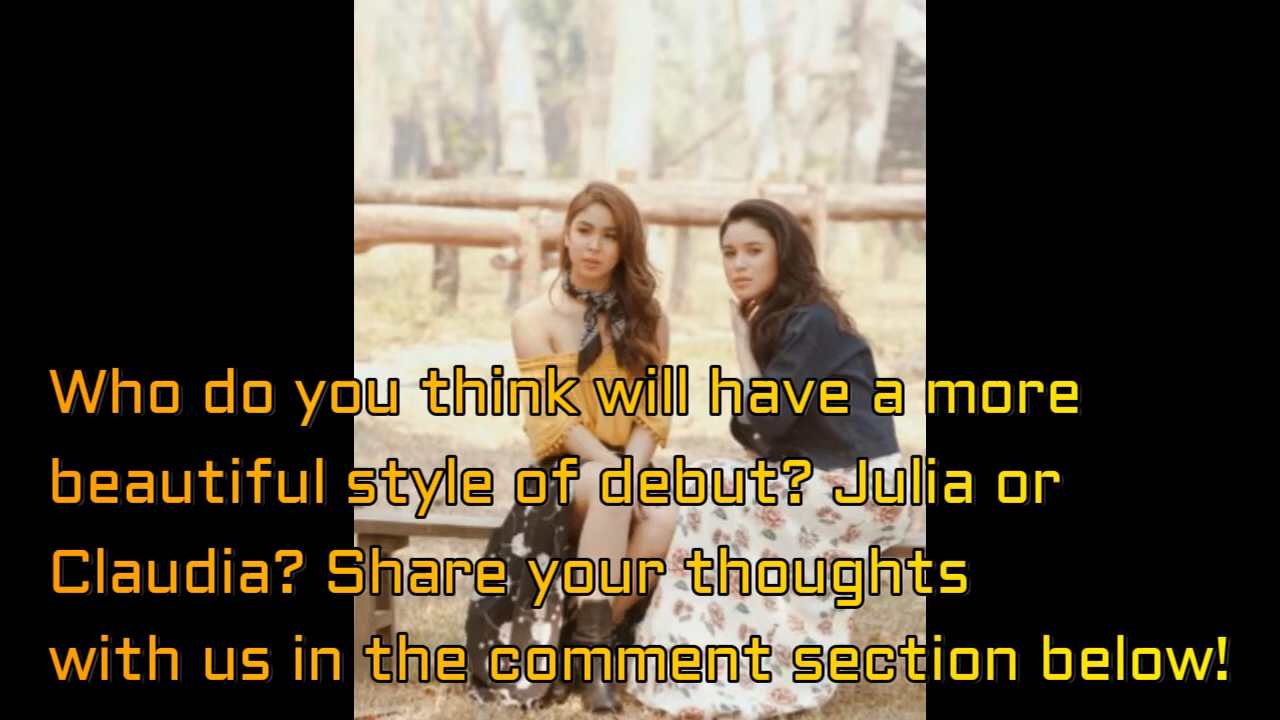 Who do you think will have a more
beautiful style of debut? Julia or
Claudia? Share your thoughts
with us in the comment section below!